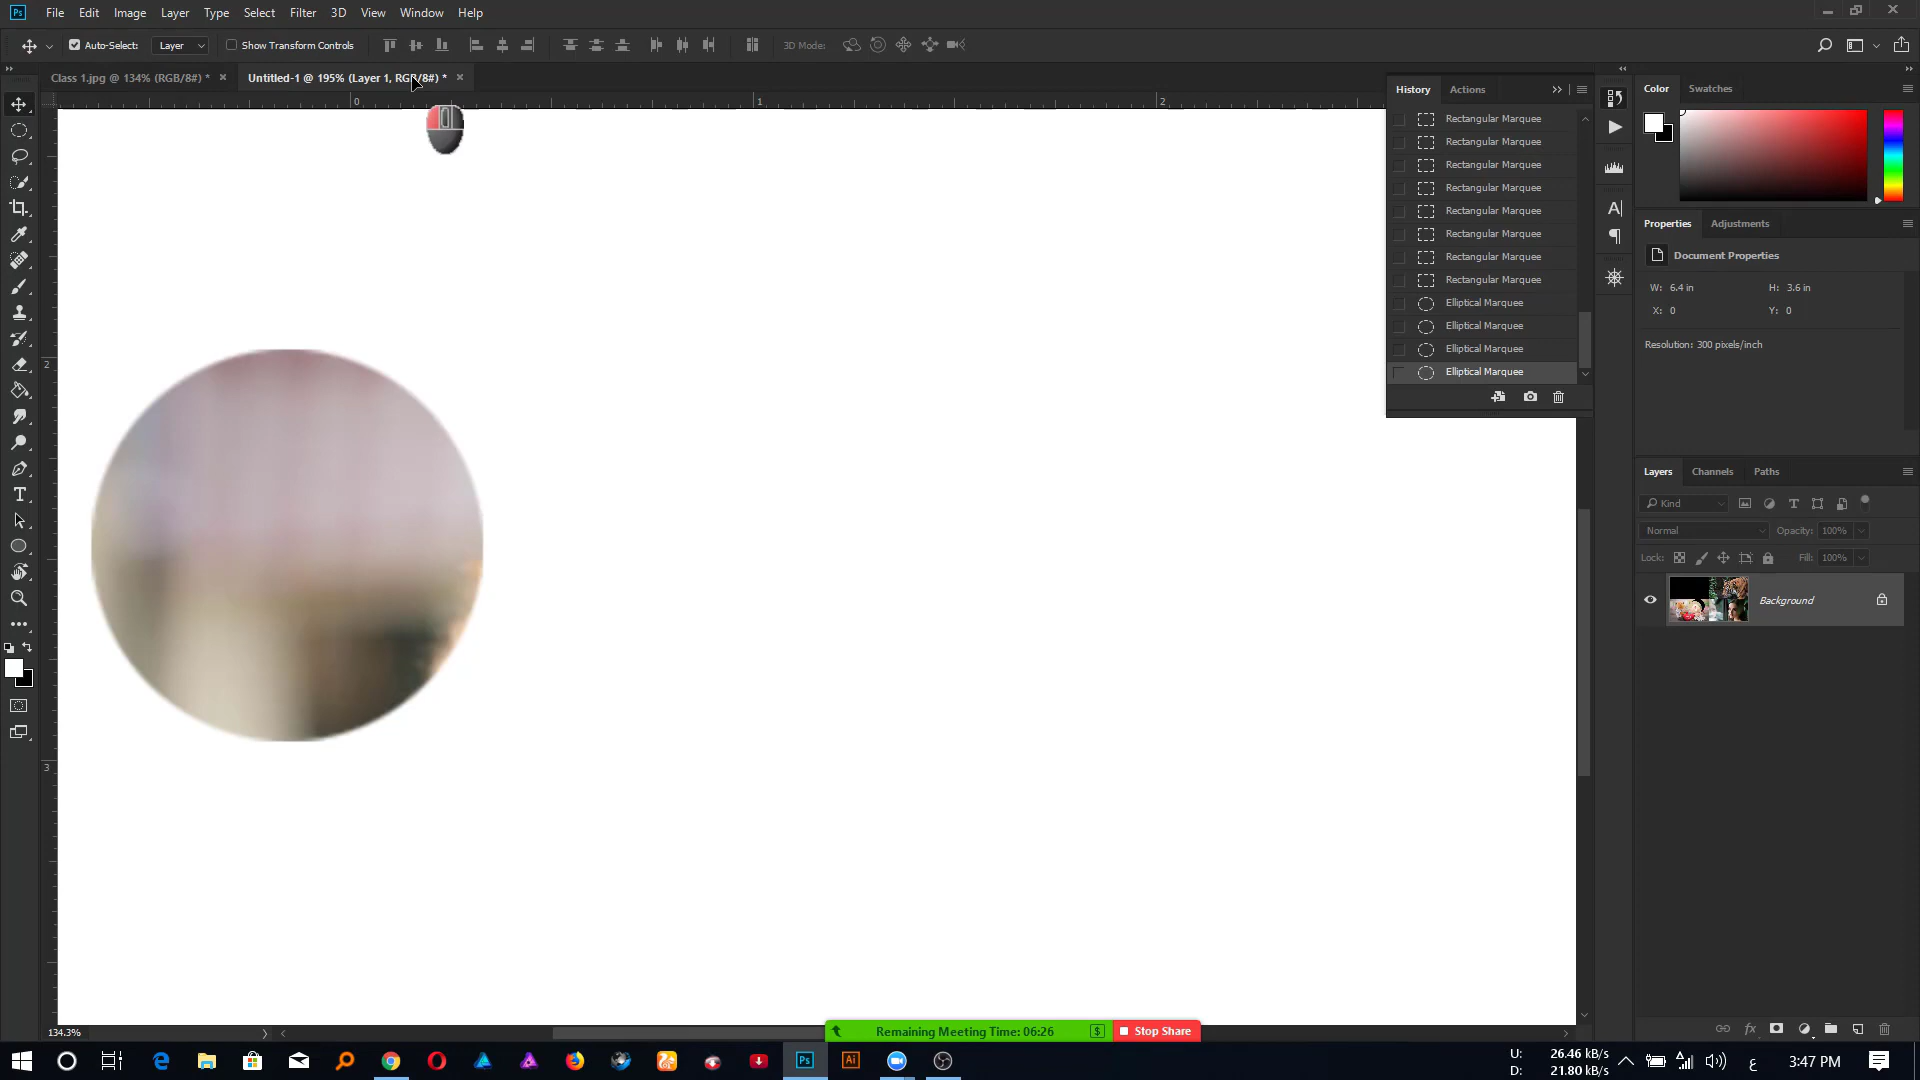 File Edit Image Layer Type Select Filter 3D View Window Help
Auto-Select: Layer Show Transform Controls 3D Mode:
Class 1.jpg @ 134% (RGB/8#) * × Untitled-1 @ 195% (Layer 1, RGB/8#) * ×
0 1 2
2
3
History Actions
Rectangular Marquee
Rectangular Marquee
Rectangular Marquee
Rectangular Marquee
Rectangular Marquee
Rectangular Marquee
Rectangular Marquee
Rectangular Marquee
Elliptical Marquee
Elliptical Marquee
Elliptical Marquee
Elliptical Marquee
Color Swatches
Properties Adjustments
Document Properties
W: 6.4 in H: 3.6 in
X: 0 Y: 0
Resolution: 300 pixels/inch
Layers Channels Paths
Kind
Normal Opacity: 100%
Lock: Fill: 100%
Background
134.3%
Remaining Meeting Time: 06:26 $ Stop Share
U: 26.46 kB/s
D: 21.80 kB/s
ع 3:47 PM